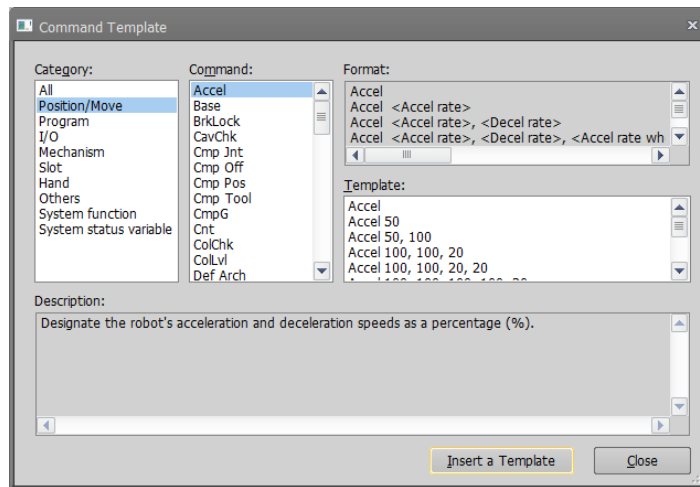 Command Template
Category:
All
Position/Move
Program
I/O
Mechanism
Slot
Hand
Others
System function
System status variable
Command:
Accel
Base
BrkLock
CavChk
Cmp Jnt
Cmp Off
Cmp Pos
Cmp Tool
CmpG
Cnt
ColChk
ColLvl
Def Arch
Format:
Accel
Accel <Accel rate>
Accel <Accel rate>, <Decel rate>
Accel <Accel rate>, <Decel rate>, <Accel rate wh
Template:
Accel
Accel 50
Accel 50, 100
Accel 100, 100, 20
Accel 100, 100, 20, 20
Description:
Designate the robot's acceleration and deceleration speeds as a percentage (%).
Insert a Template
Close